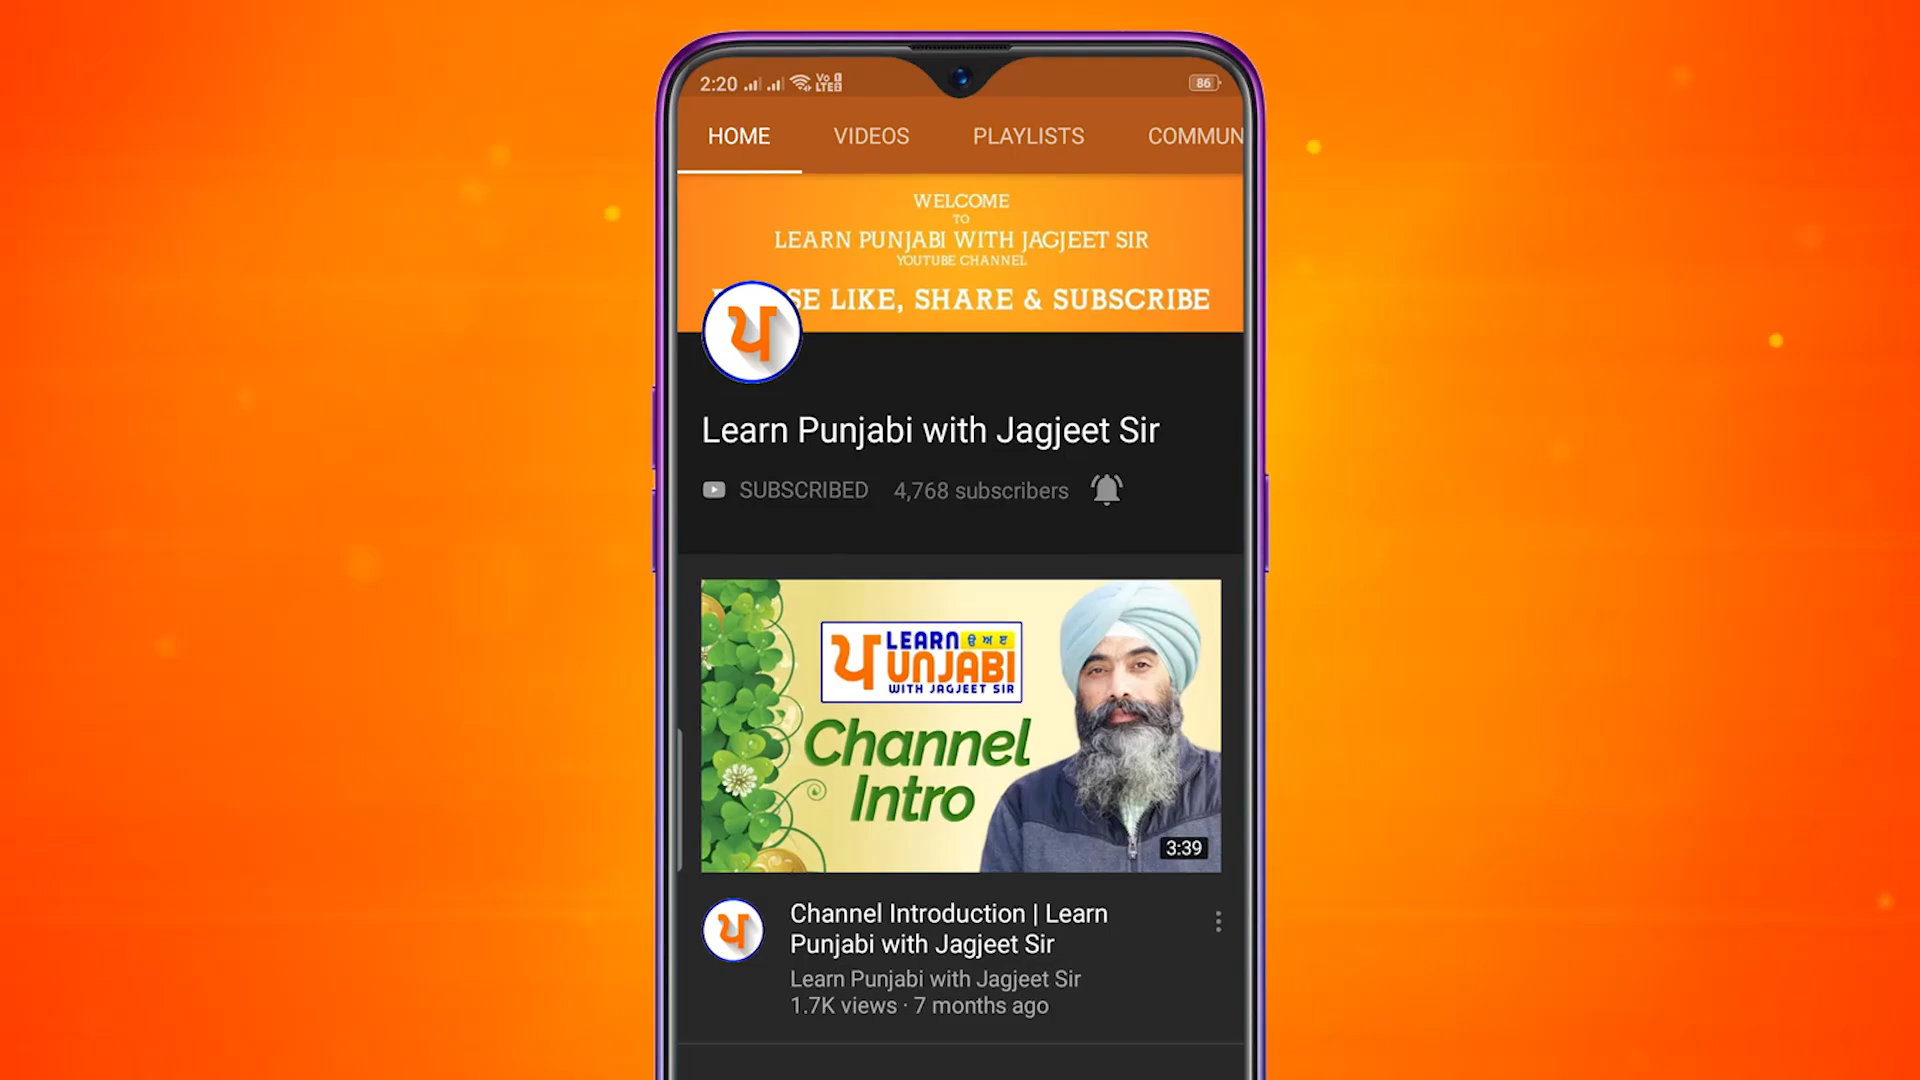 2:20
Vo
LTE2
86
HOME VIDEOS PLAYLISTS COMMUN
WELCOME
TO
LEARN PUNJABI WITH JAGJEET SIR
YOUTUBE CHANNEL
SE LIKE, SHARE & SUBSCRIBE
ਪ
Learn Punjabi with Jagjeet Sir
SUBSCRIBED 4,768 subscribers
ਪ LEARN ੳ ਅ ੲ
UNJABI
WITH JAGJEET SIR
Channel
Intro
3:39
ਪ
Channel Introduction | Learn
Punjabi with Jagjeet Sir
Learn Punjabi with Jagjeet Sir
1.7K views · 7 months ago